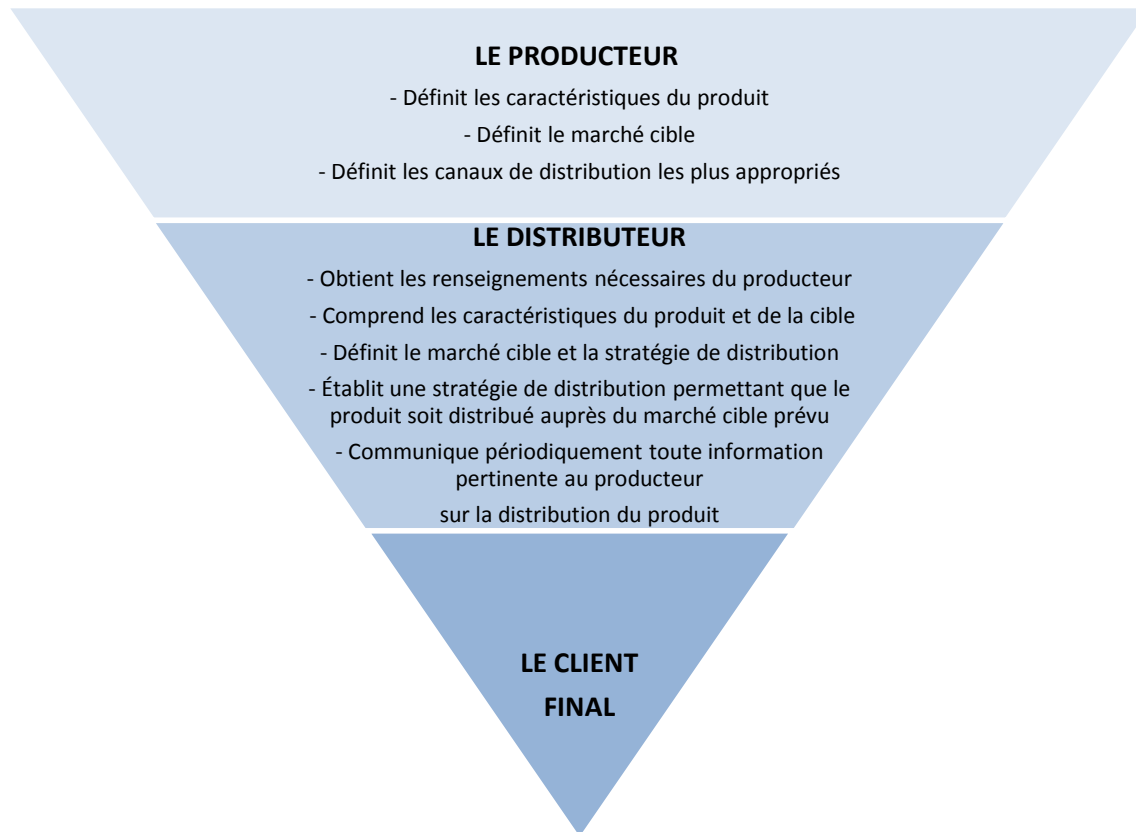 LE PRODUCTEUR
- Définit les caractéristiques du produit
- Définit le marché cible
- Définit les canaux de distribution les plus appropriés
LE DISTRIBUTEUR
- Obtient les renseignements nécessaires du producteur
- Comprend les caractéristiques du produit et de la cible
- Définit le marché cible et la stratégie de distribution
- Établit une stratégie de distribution permettant que le
produit soit distribué auprès du marché cible prévu
- Communique périodiquement toute information
pertinente au producteur
sur la distribution du produit
LE CLIENT
FINAL